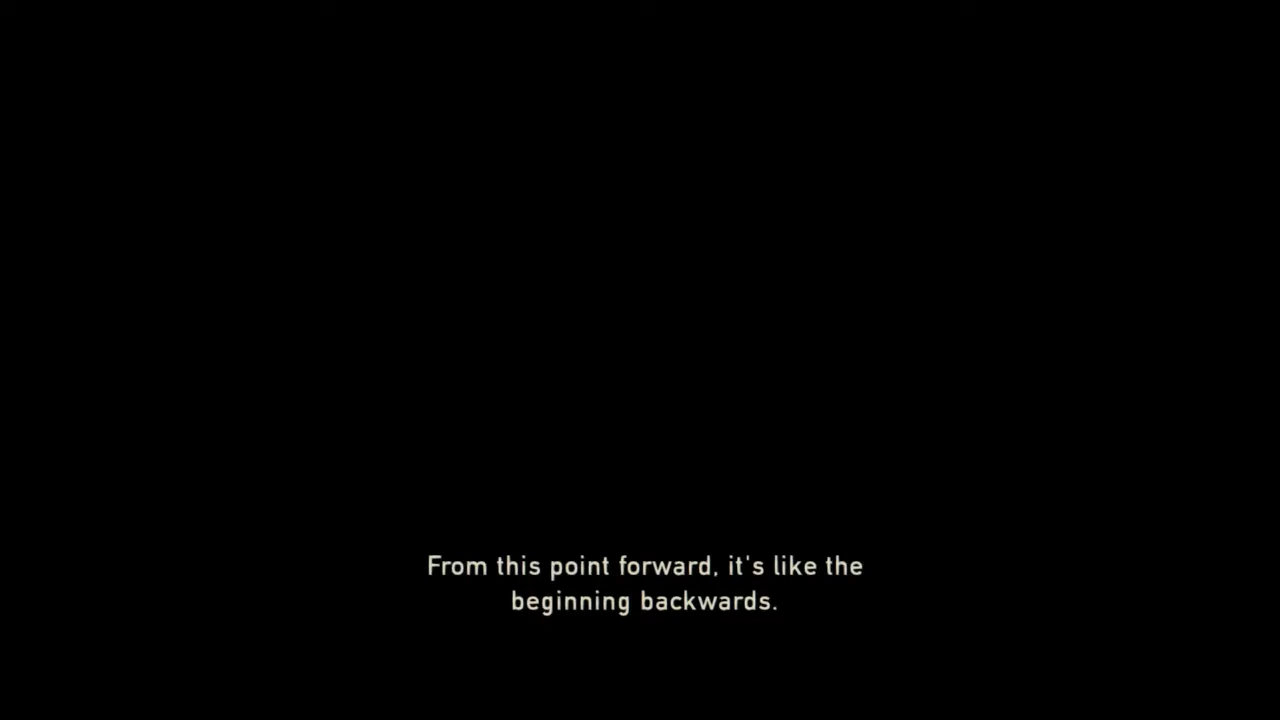 From this point forward, it's like the
beginning backwards.